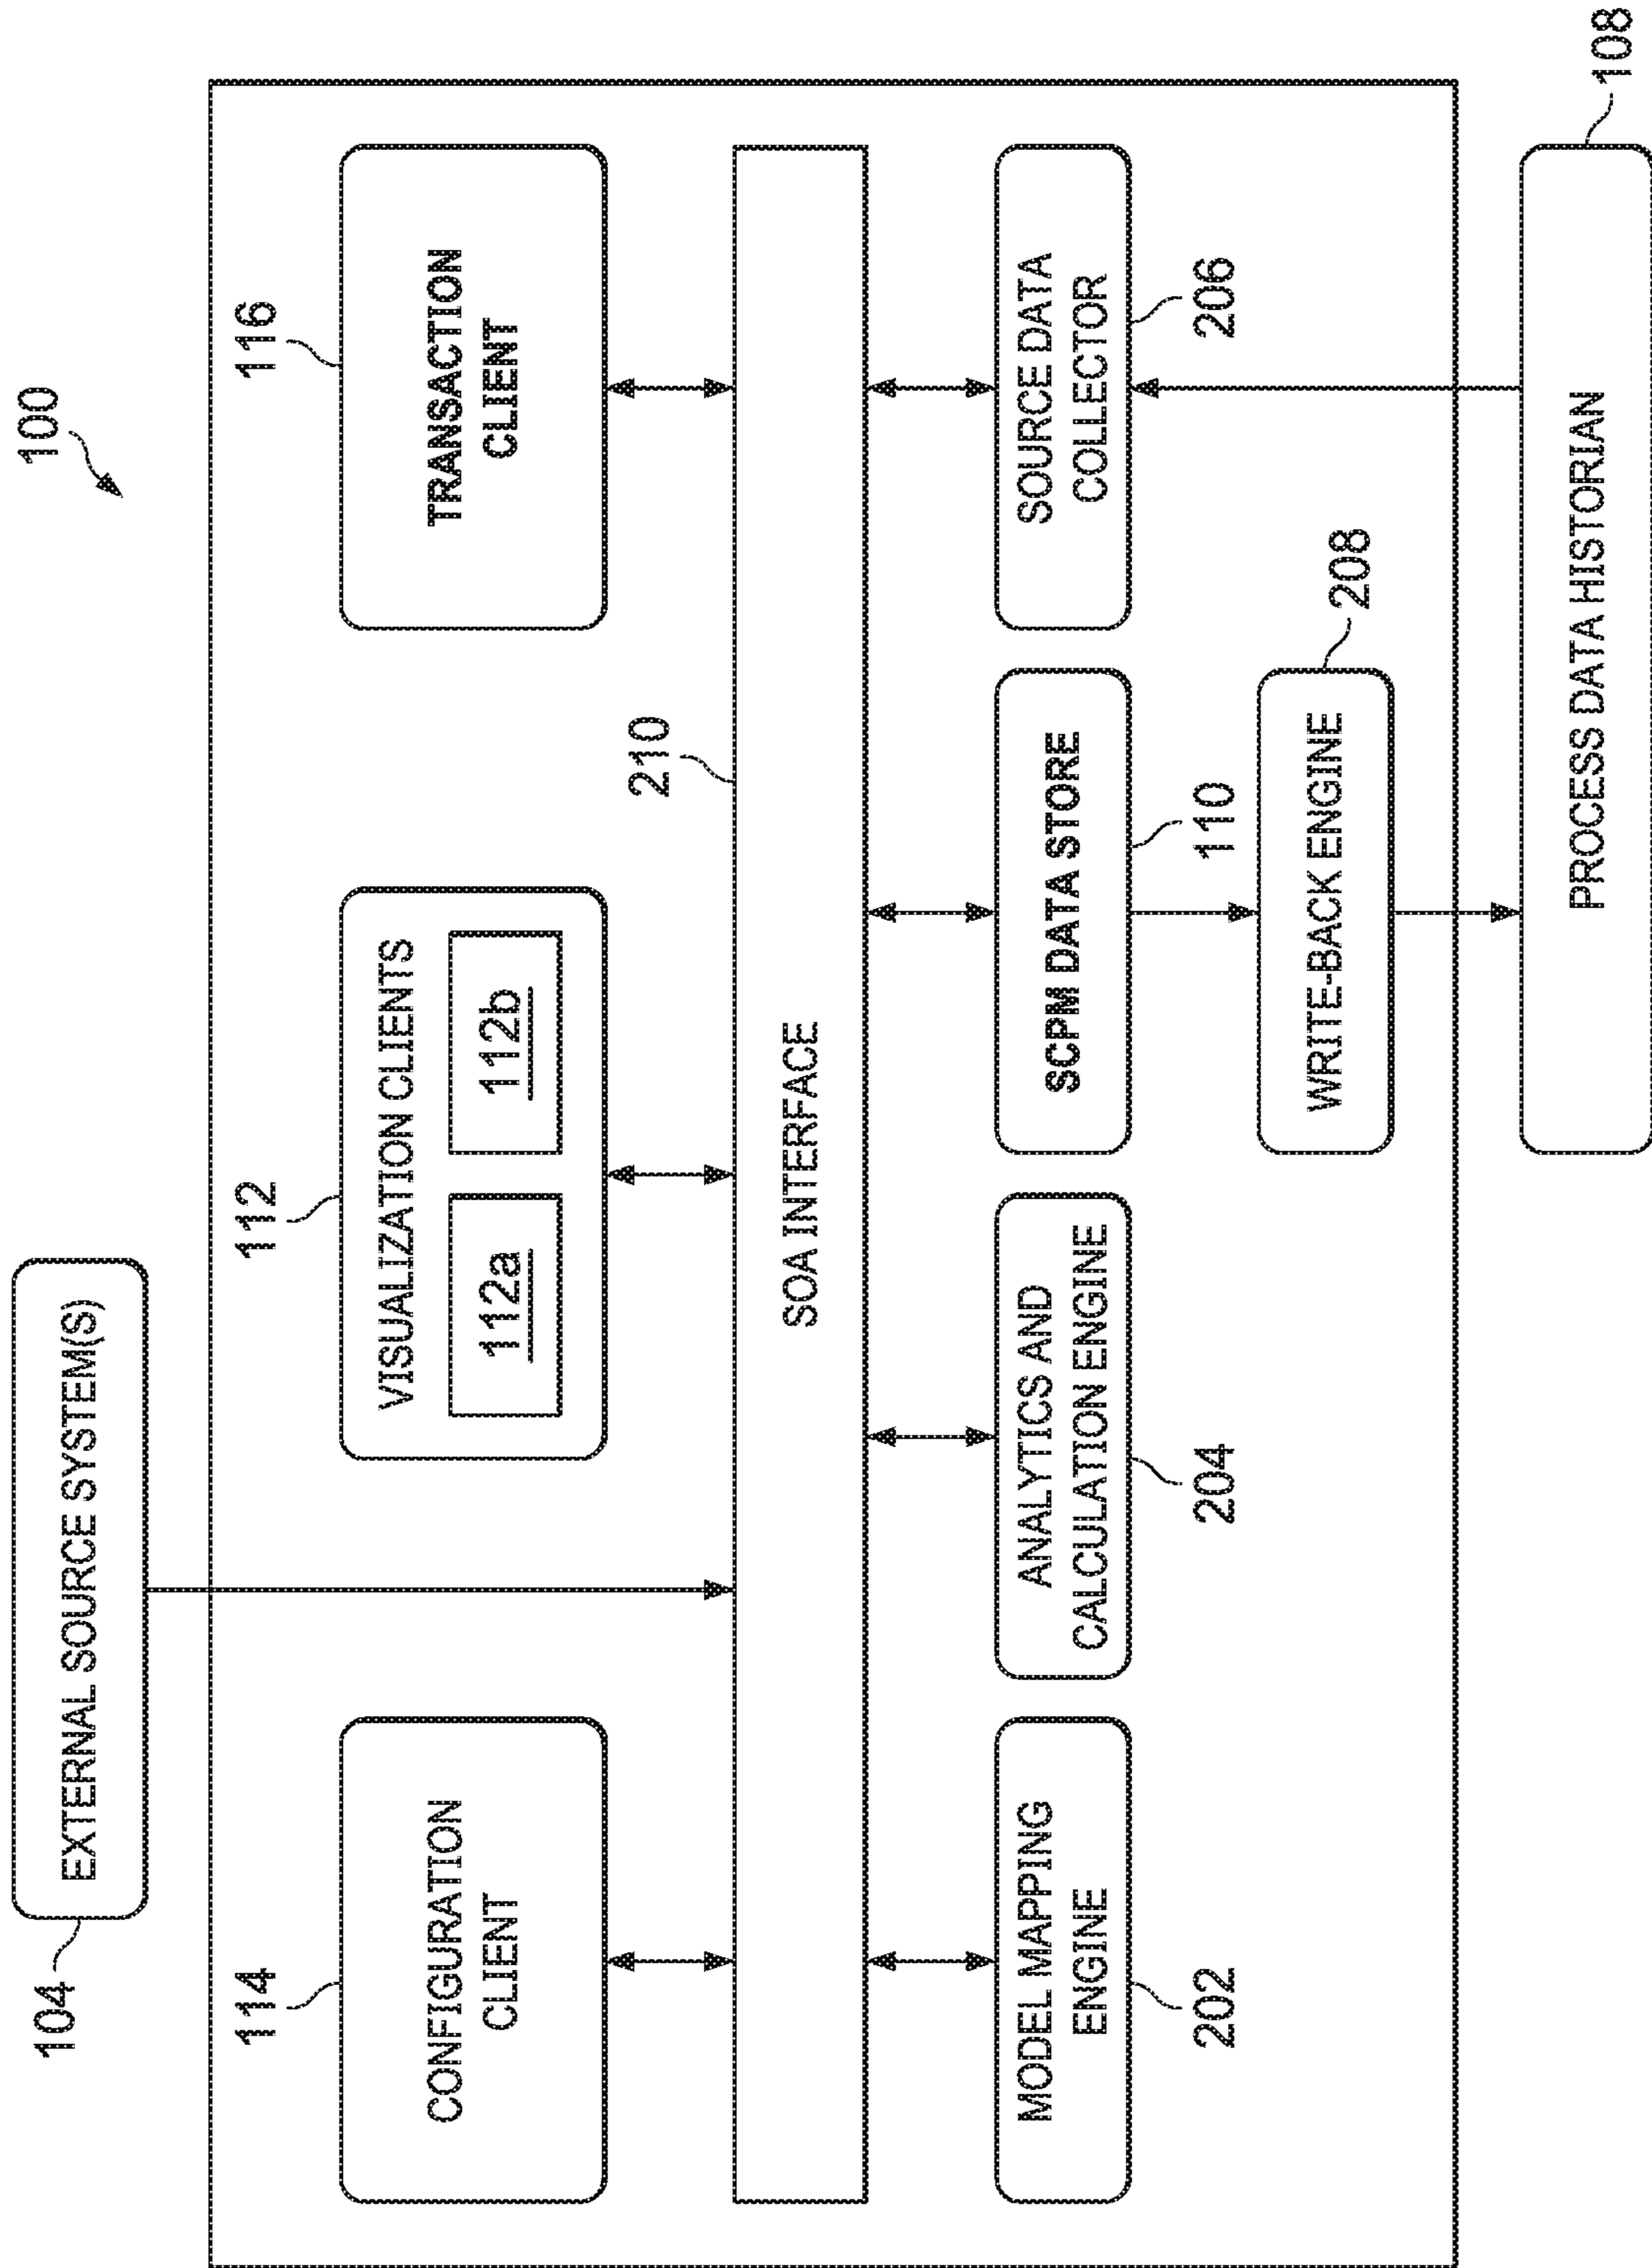 100
104
EXTERNAL SOURCE SYSTEM(S)
114
CONFIGURATION
CLIENT
112
VISUALIZATION CLIENTS
112a
112b
116
TRANSACTION
CLIENT
210
SOA INTERFACE
MODEL MAPPING
ENGINE
202
ANALYTICS AND
CALCULATION ENGINE
204
SCPM DATA STORE
110
SOURCE DATA
COLLECTOR
206
WRITE-BACK ENGINE
208
PROCESS DATA HISTORIAN
108